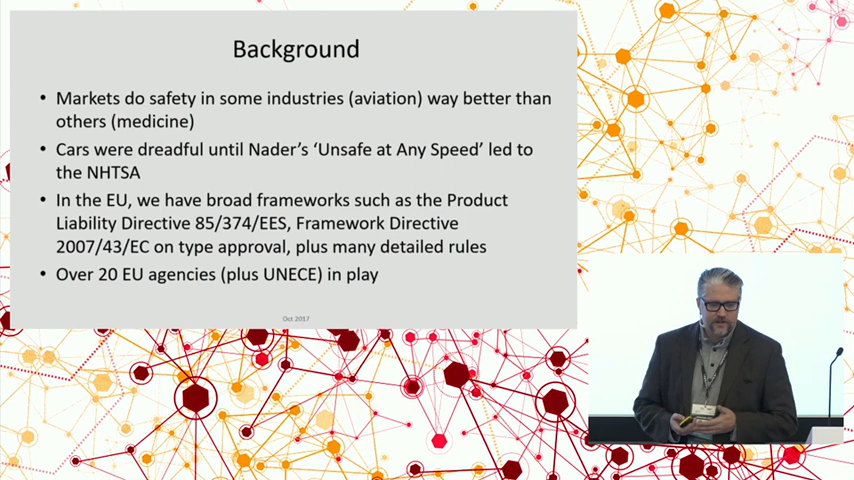 Background
• Markets do safety in some industries (aviation) way better than
others (medicine)
• Cars were dreadful until Nader's ‘Unsafe at Any Speed’ led to
the NHTSA
• In the EU, we have broad frameworks such as the Product
Liability Directive 85/374/EES, Framework Directive
2007/43/EC on type approval, plus many detailed rules
• Over 20 EU agencies (plus UNECE) in play
Oct 2017